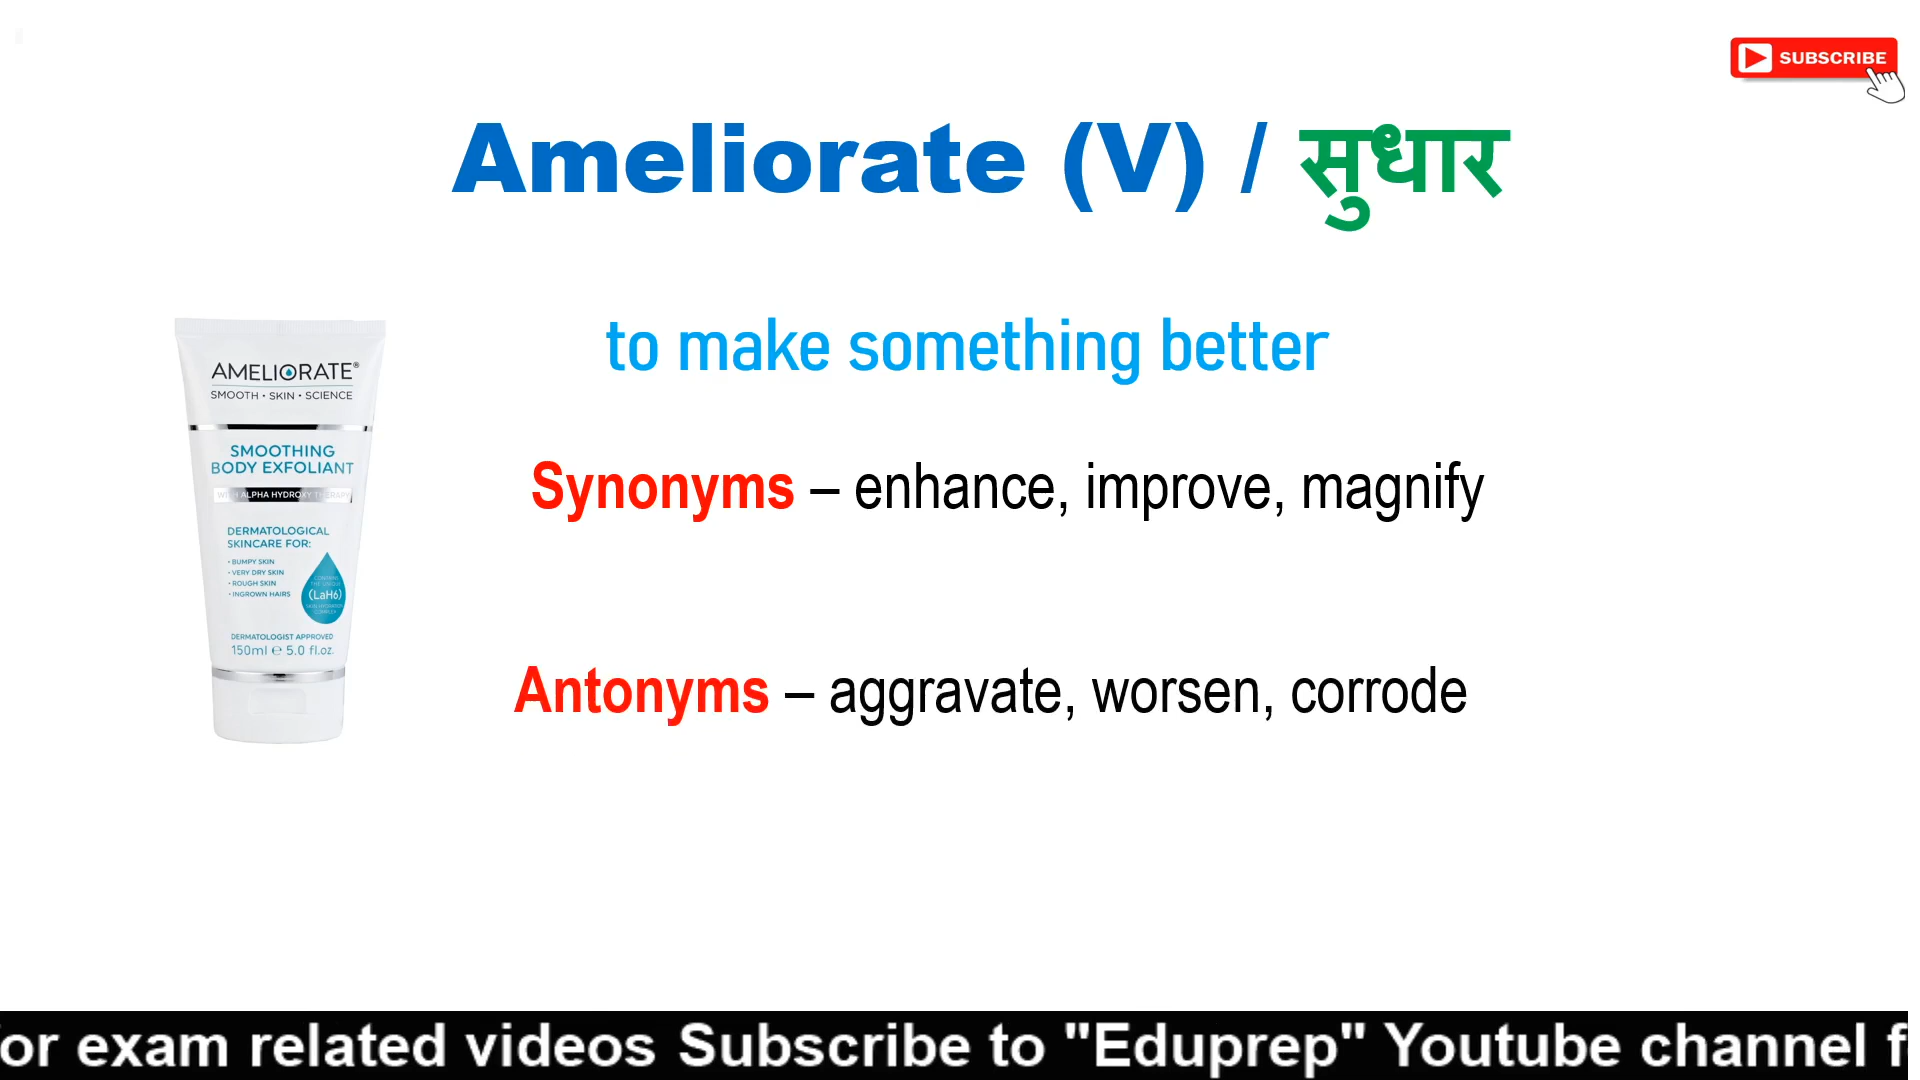 SUBSCRIBE
Ameliorate (V) / सुधार
to make something better
Synonyms – enhance, improve, magnify
Antonyms – aggravate, worsen, corrode
AMELIORATE®
SMOOTH • SKIN • SCIENCE
SMOOTHING
BODY EXFOLIANT
WITH ALPHA HYDROXY THERAPY
DERMATOLOGICAL
SKINCARE FOR:
• BUMPY SKIN
• VERY DRY SKIN
• ROUGH SKIN
• INGROWN HAIRS
(LaH6)
DERMATOLOGIST APPROVED
150ml ℮ 5.0 fl.oz.
or exam related videos Subscribe to "Eduprep" Youtube channel f